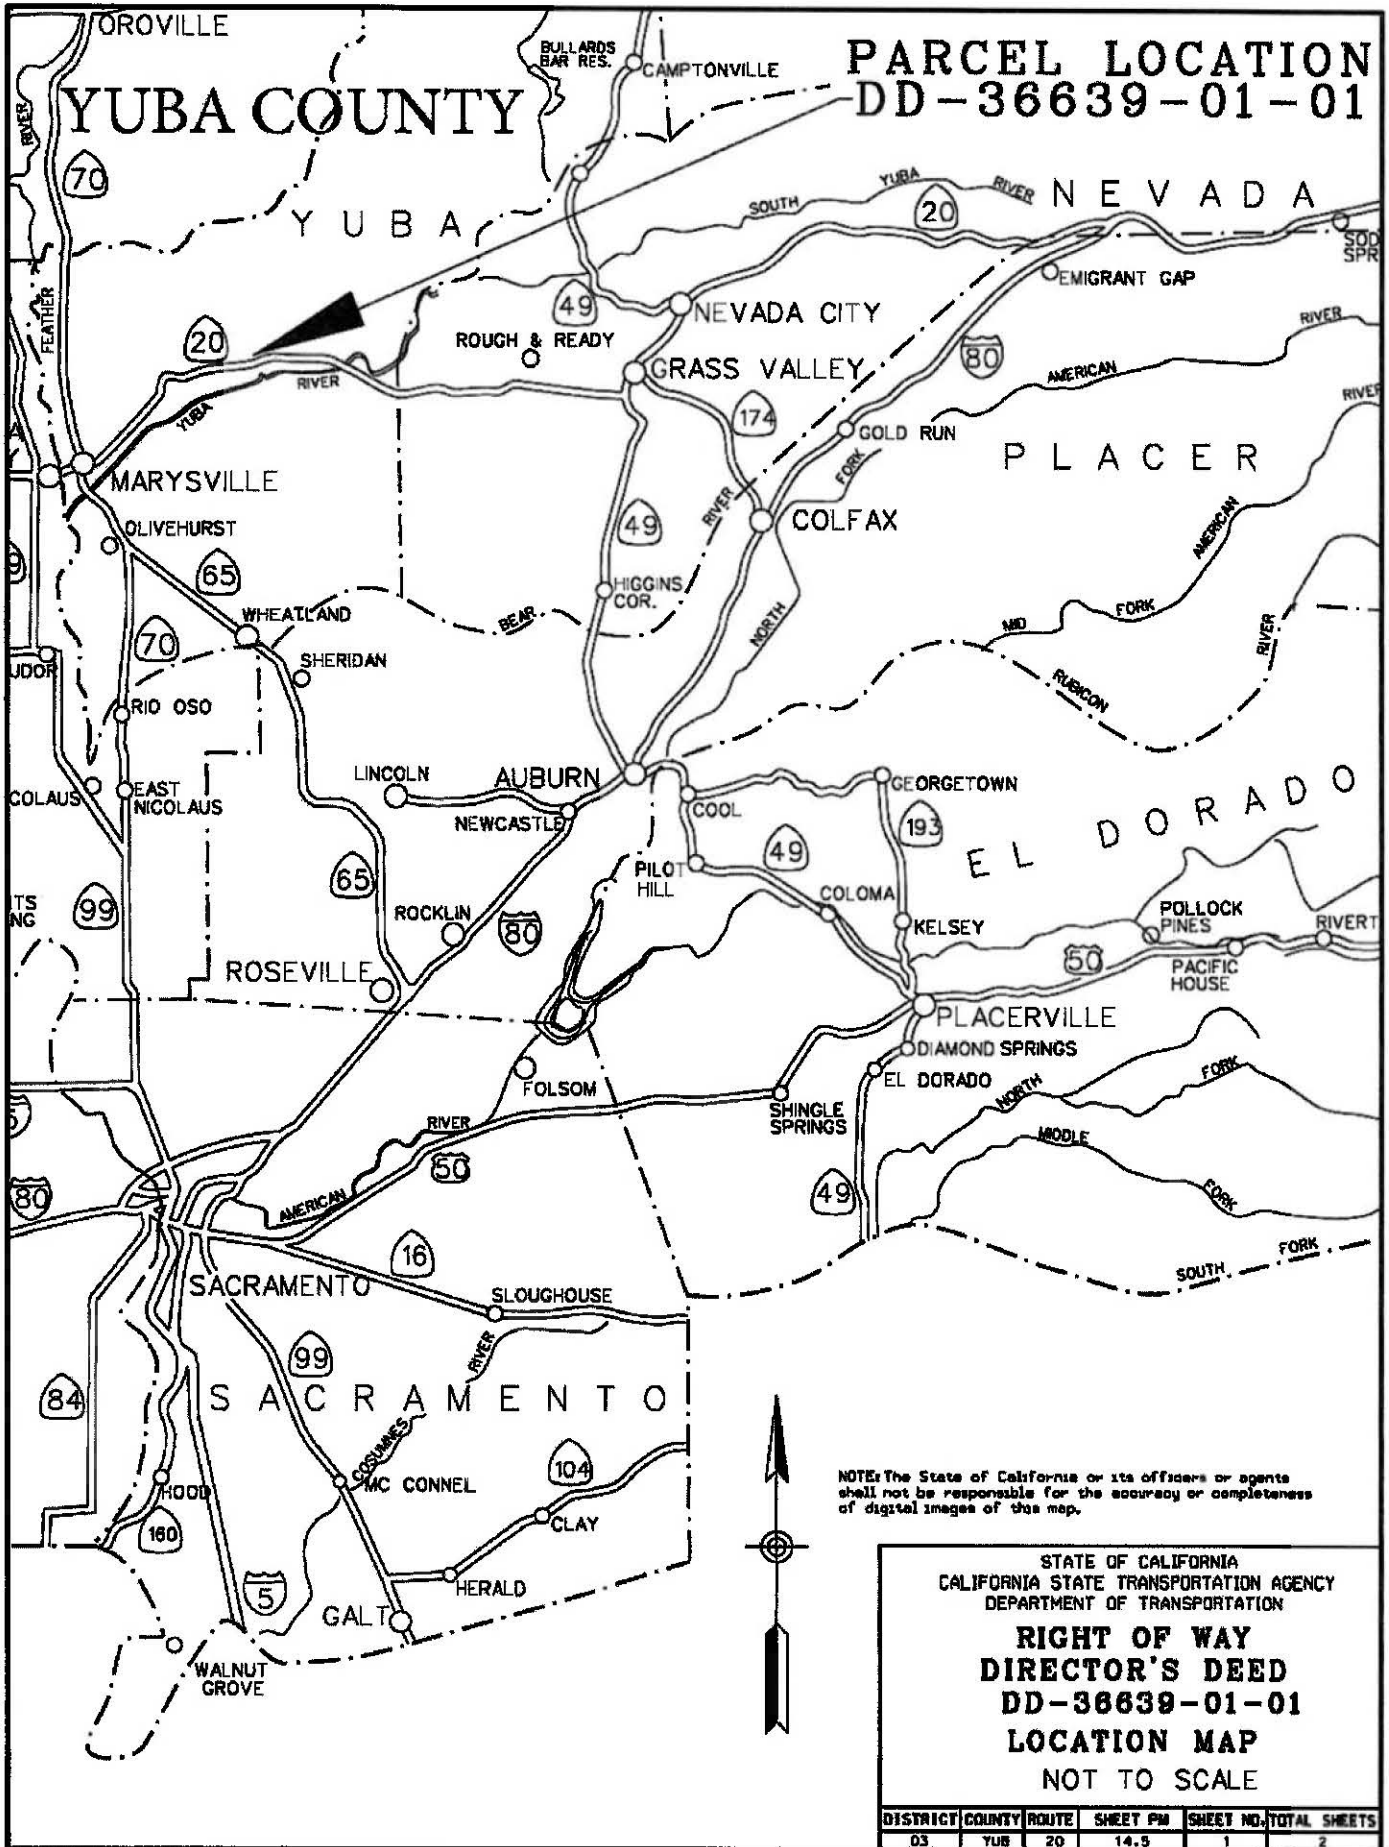 OROVILLE
BULLARDS
BAR RES.
CAMPTONVILLE
PARCEL LOCATION
DD-36639-01-01
YUBA COUNTY
RIVER
70
YUBA
SOUTH
YUBA
RIVER
20
NEVADA
SOD
SPR
EMIGRANT GAP
FEATHER
20
49
NEVADA CITY
ROUGH & READY
RIVER
RIVER
GRASS VALLEY
80
AMERICAN
RIVER
YUBA
174
GOLD RUN
FORK
PLACER
MARYSVILLE
RIVER
COLFAX
OLIVEHURST
49
AMERICAN
9
65
HIGGINS
COR.
WHEATLAND
BEAR
NORTH
MID
FORK
RIVER
70
SHERIDAN
UDOR
RUBICON
RIO OSO
LINCOLN
AUBURN
GEORGETOWN
COLAUS
EAST
NICOLAUS
NEWCASTLE
COOL
193
EL DORADO
49
PILOT
HILL
65
COLOMA
ITS
NG
99
ROCKLIN
80
KELSEY
POLLOCK
PINES
RIVERT
50
PACIFIC
HOUSE
ROSEVILLE
PLACERVILLE
DIAMOND SPRINGS
EL DORADO
FOLSOM
NORTH
FORK
SHINGLE
SPRINGS
5
RIVER
MIDDLE
50
80
AMERICAN
49
FORK
16
SOUTH
FORK
SACRAMENTO
SLOUGHOUSE
99
RIVER
84
SACRAMENTO
COSUMNES
104
MC CONNEL
HOOD
160
CLAY
NOTE: The State of California or its officers or agents
shall not be responsible for the accuracy or completeness
of digital images of this map.
5
HERALD
GALT
WALNUT
GROVE
STATE OF CALIFORNIA
CALIFORNIA STATE TRANSPORTATION AGENCY
DEPARTMENT OF TRANSPORTATION
RIGHT OF WAY
DIRECTOR'S DEED
DD-36639-01-01
LOCATION MAP
NOT TO SCALE
DISTRICT COUNTY ROUTE SHEET PM SHEET NO. TOTAL SHEETS
03 YUB 20 14.5 1 2